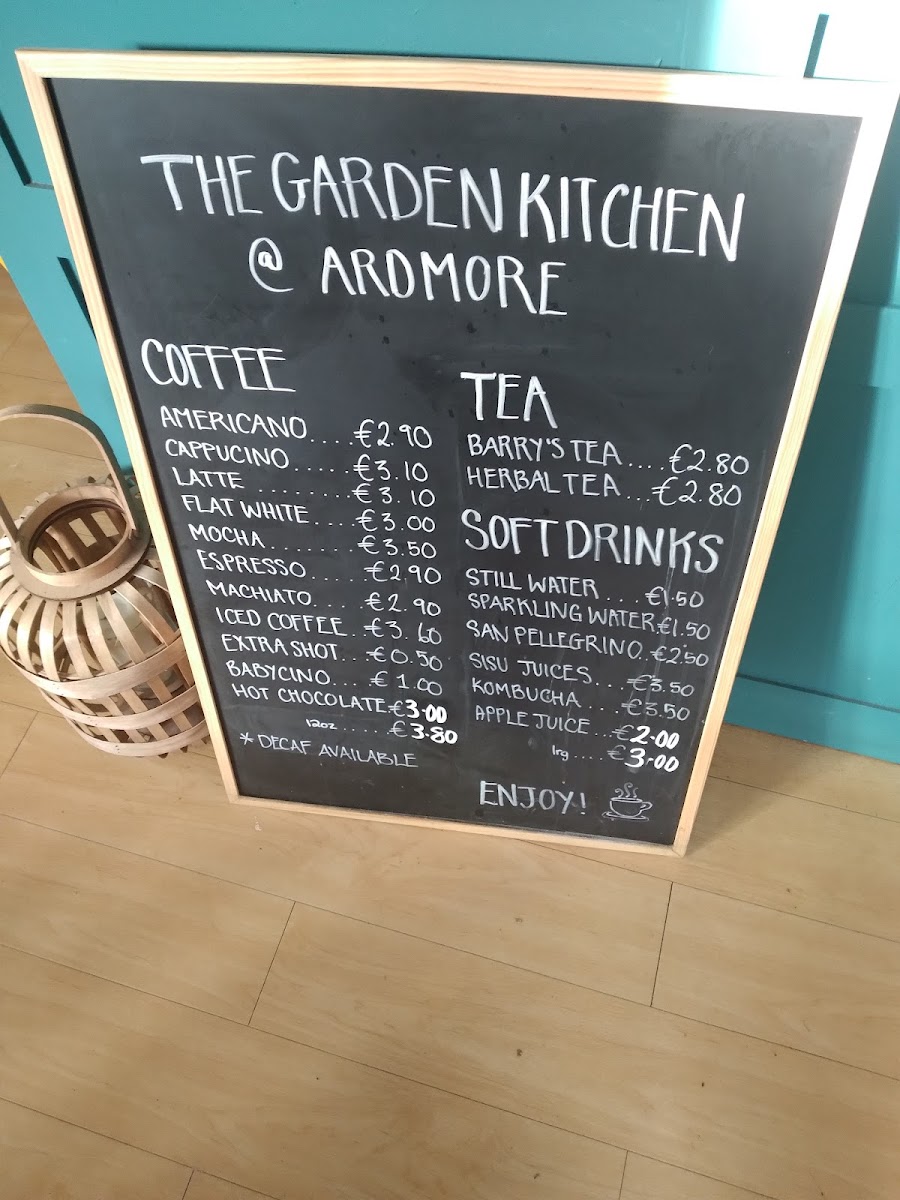 THE GARDEN KITCHEN
@ ARDMORE
COFFEE
AMERICANO....€2.90
CAPPUCINO......€3.10
LATTE ..........€3.10
FLAT WHITE....€3.00
MOCHA.........€3.50
ESPRESSO......€2.90
MACHIATO.....€2.90
ICED COFFEE..€3.60
EXTRA SHOT...€0.50
BABYCINO....€1.00
HOT CHOCOLATE€3.00
12oz.....€3.80
* DECAF AVAILABLE
TEA
BARRY'S TEA....€2.80
HERBAL TEA...€2.80
SOFT DRINKS
STILL WATER ....€1.50
SPARKLING WATER.€1.50
SAN PELLEGRINO..€2.50
SISU JUICES....€3.50
KOMBUCHA ....€3.50
APPLE JUICE ..€2.00
lrg....€3.00
ENJOY!